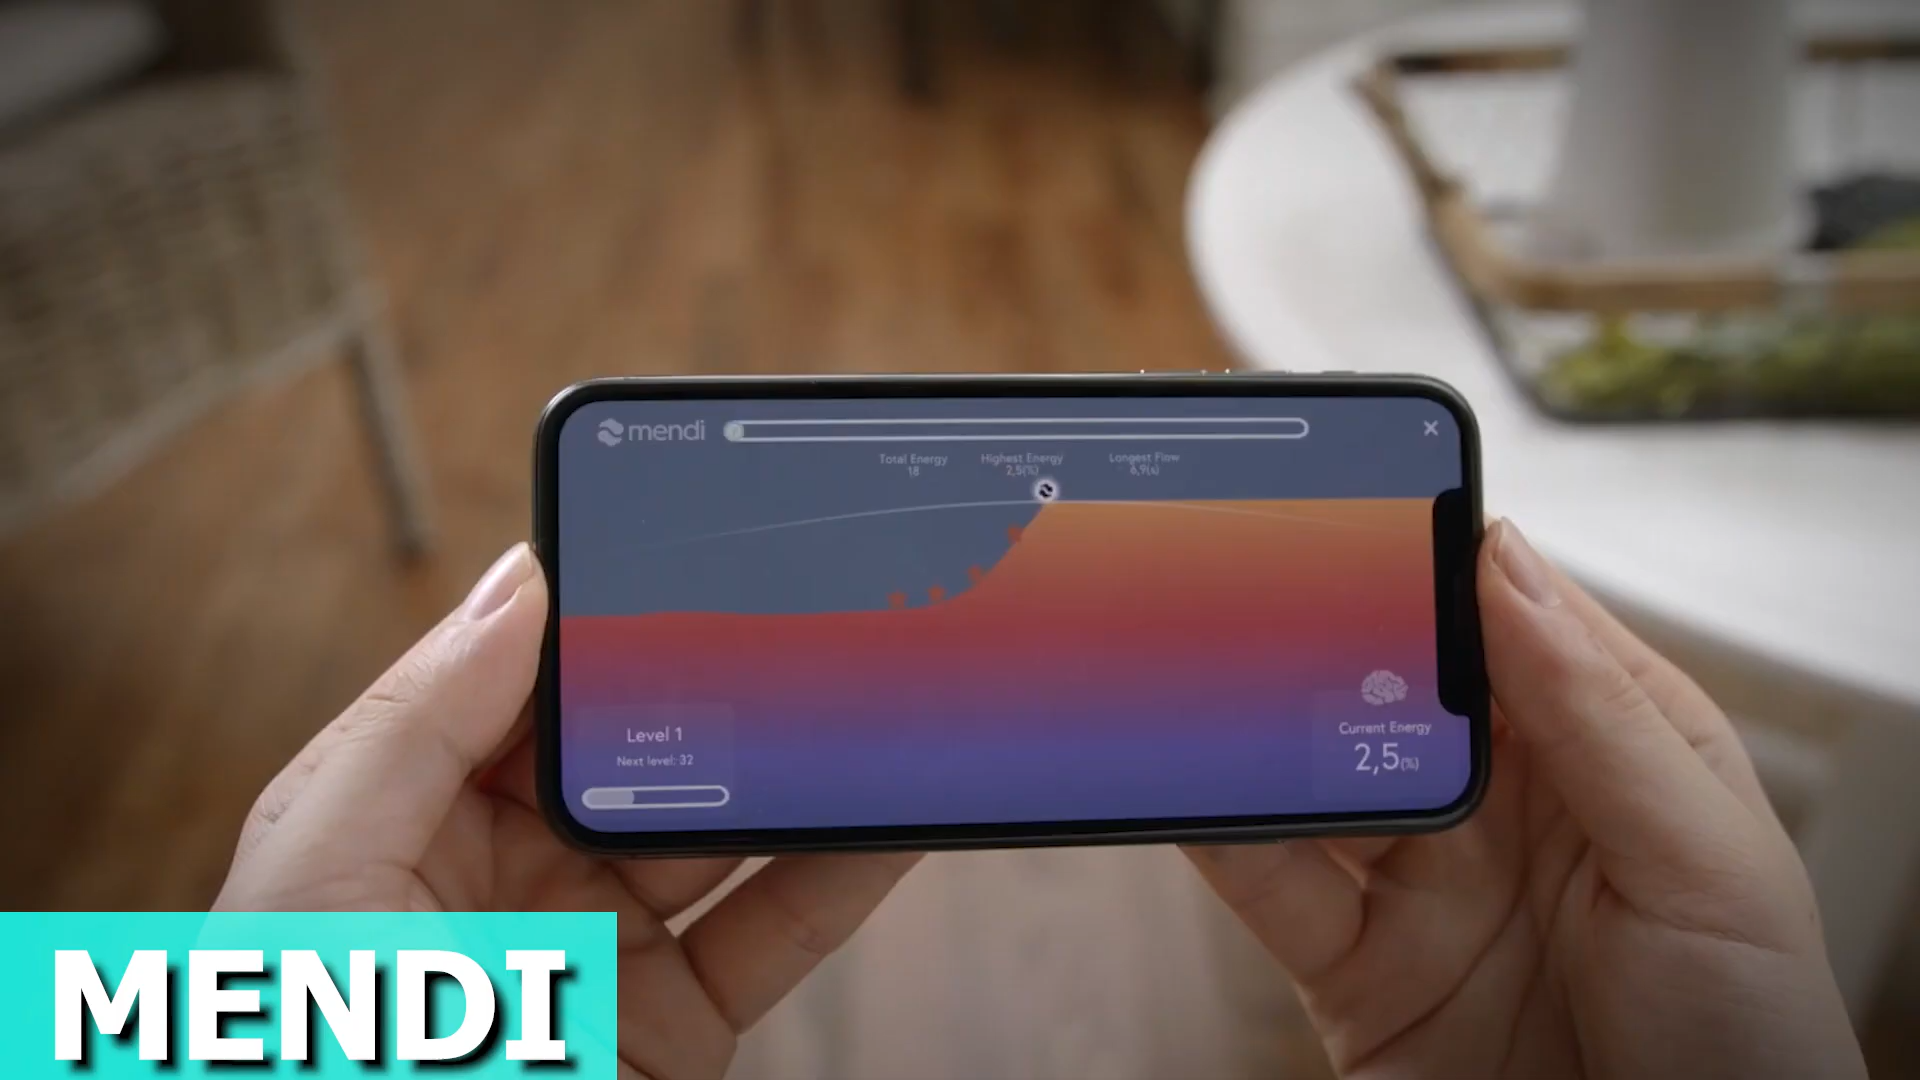 mendi
Total Energy
18
Highest Energy
2,5(%)
Longest Flow
6,9(s)
Level 1
Next level: 32
Current Energy
2,5(%)
MENDI